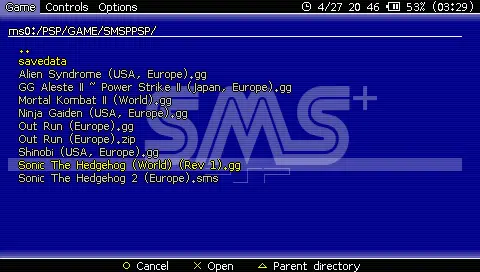 Game Controls Options 4/27 20 46 53% (03:29)
ms0:/PSP/GAME/SMSPPSP/
..
savedata
Alien Syndrome (USA, Europe).gg
GG Aleste II ~ Power Strike II (Japan, Europe).gg
Mortal Kombat II (World).gg
Ninja Gaiden (USA, Europe).gg
Out Run (Europe).gg
Out Run (Europe).zip
Shinobi (USA, Europe).gg
Sonic The Hedgehog (World) (Rev 1).gg
Sonic The Hedgehog 2 (Europe).sms
SMS+
PSP
O Cancel X Open △ Parent directory